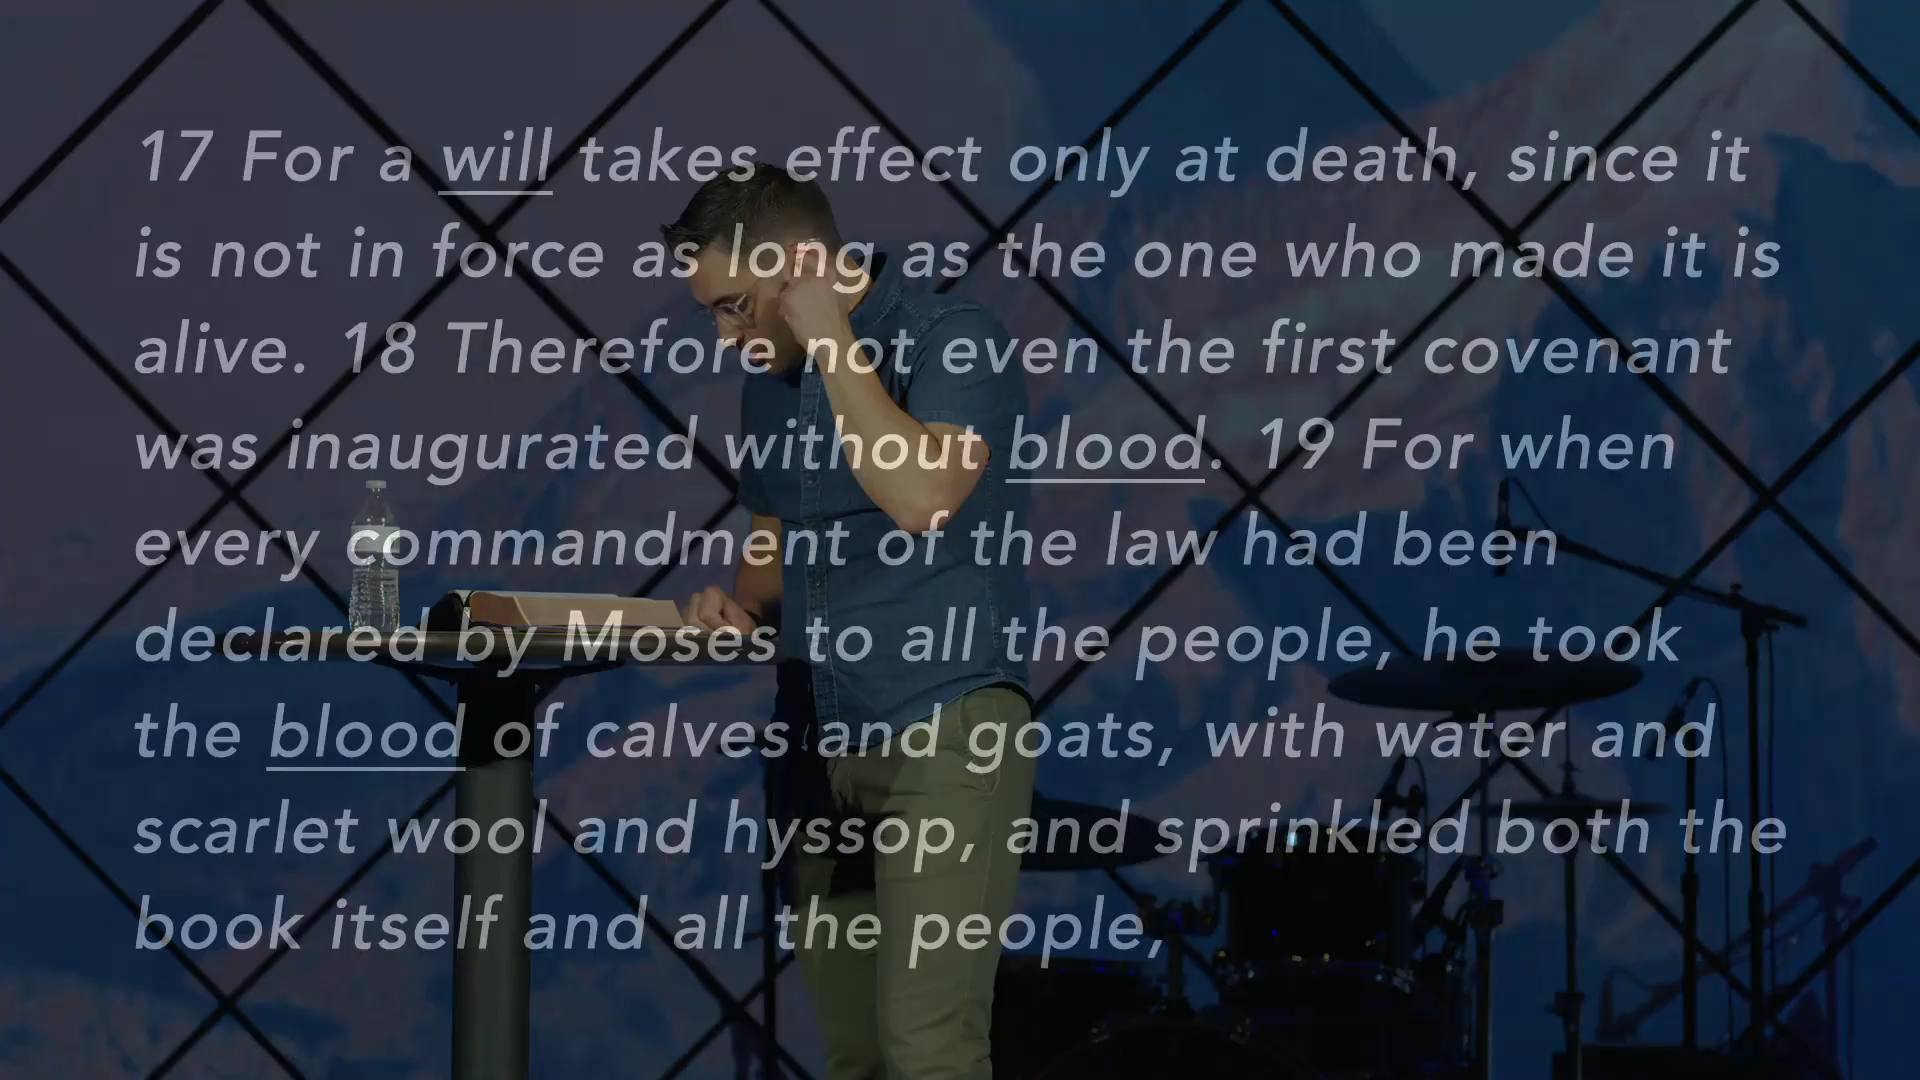 17 For a will takes effect only at death, since it
is not in force as long as the one who made it is
alive. 18 Therefore not even the first covenant
was inaugurated without blood. 19 For when
every commandment of the law had been
declared by Moses to all the people, he took
the blood of calves and goats, with water and
scarlet wool and hyssop, and sprinkled both the
book itself and all the people,